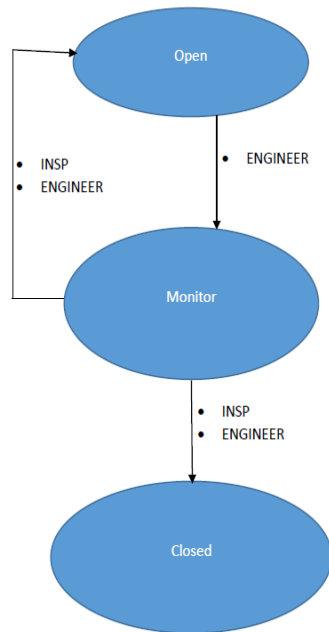 Open
• ENGINEER
• INSP
• ENGINEER
Monitor
• INSP
• ENGINEER
Closed